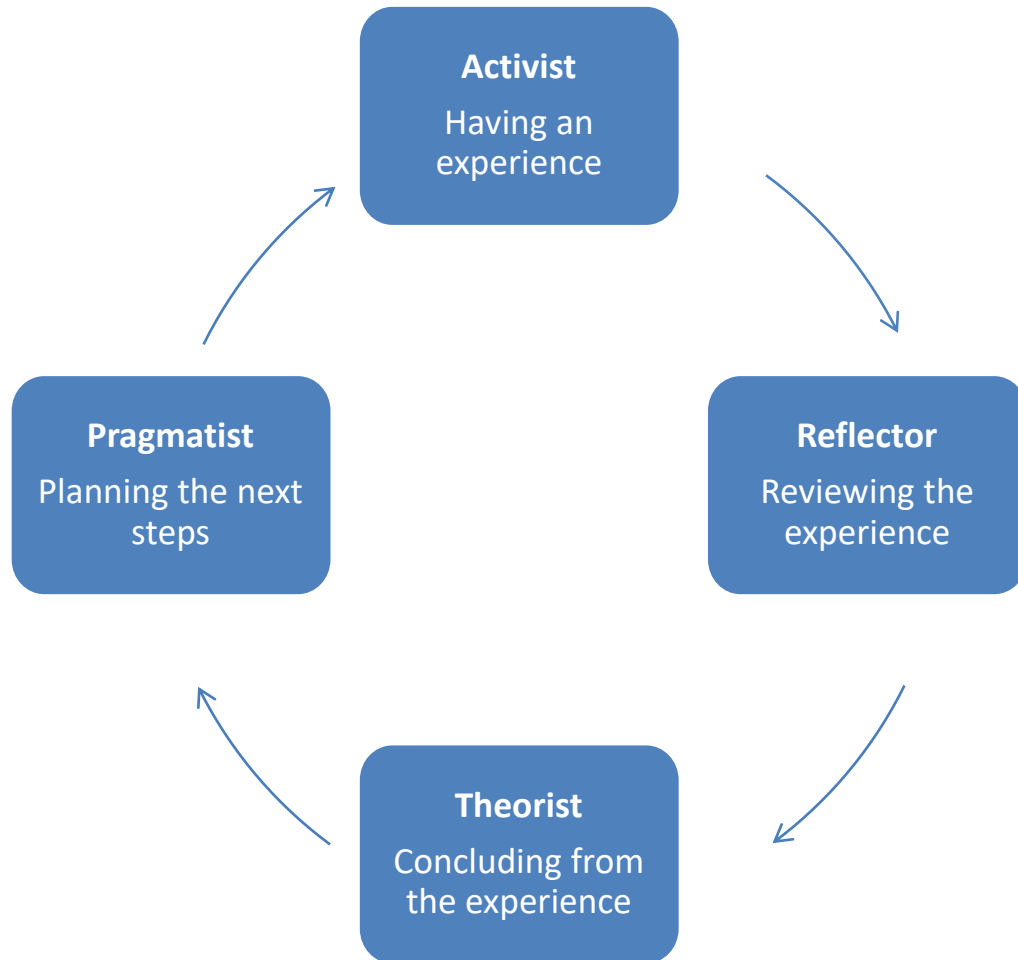 Activist
Having an
experience
Reflector
Reviewing the
experience
Theorist
Concluding from
the experience
Pragmatist
Planning the next
steps